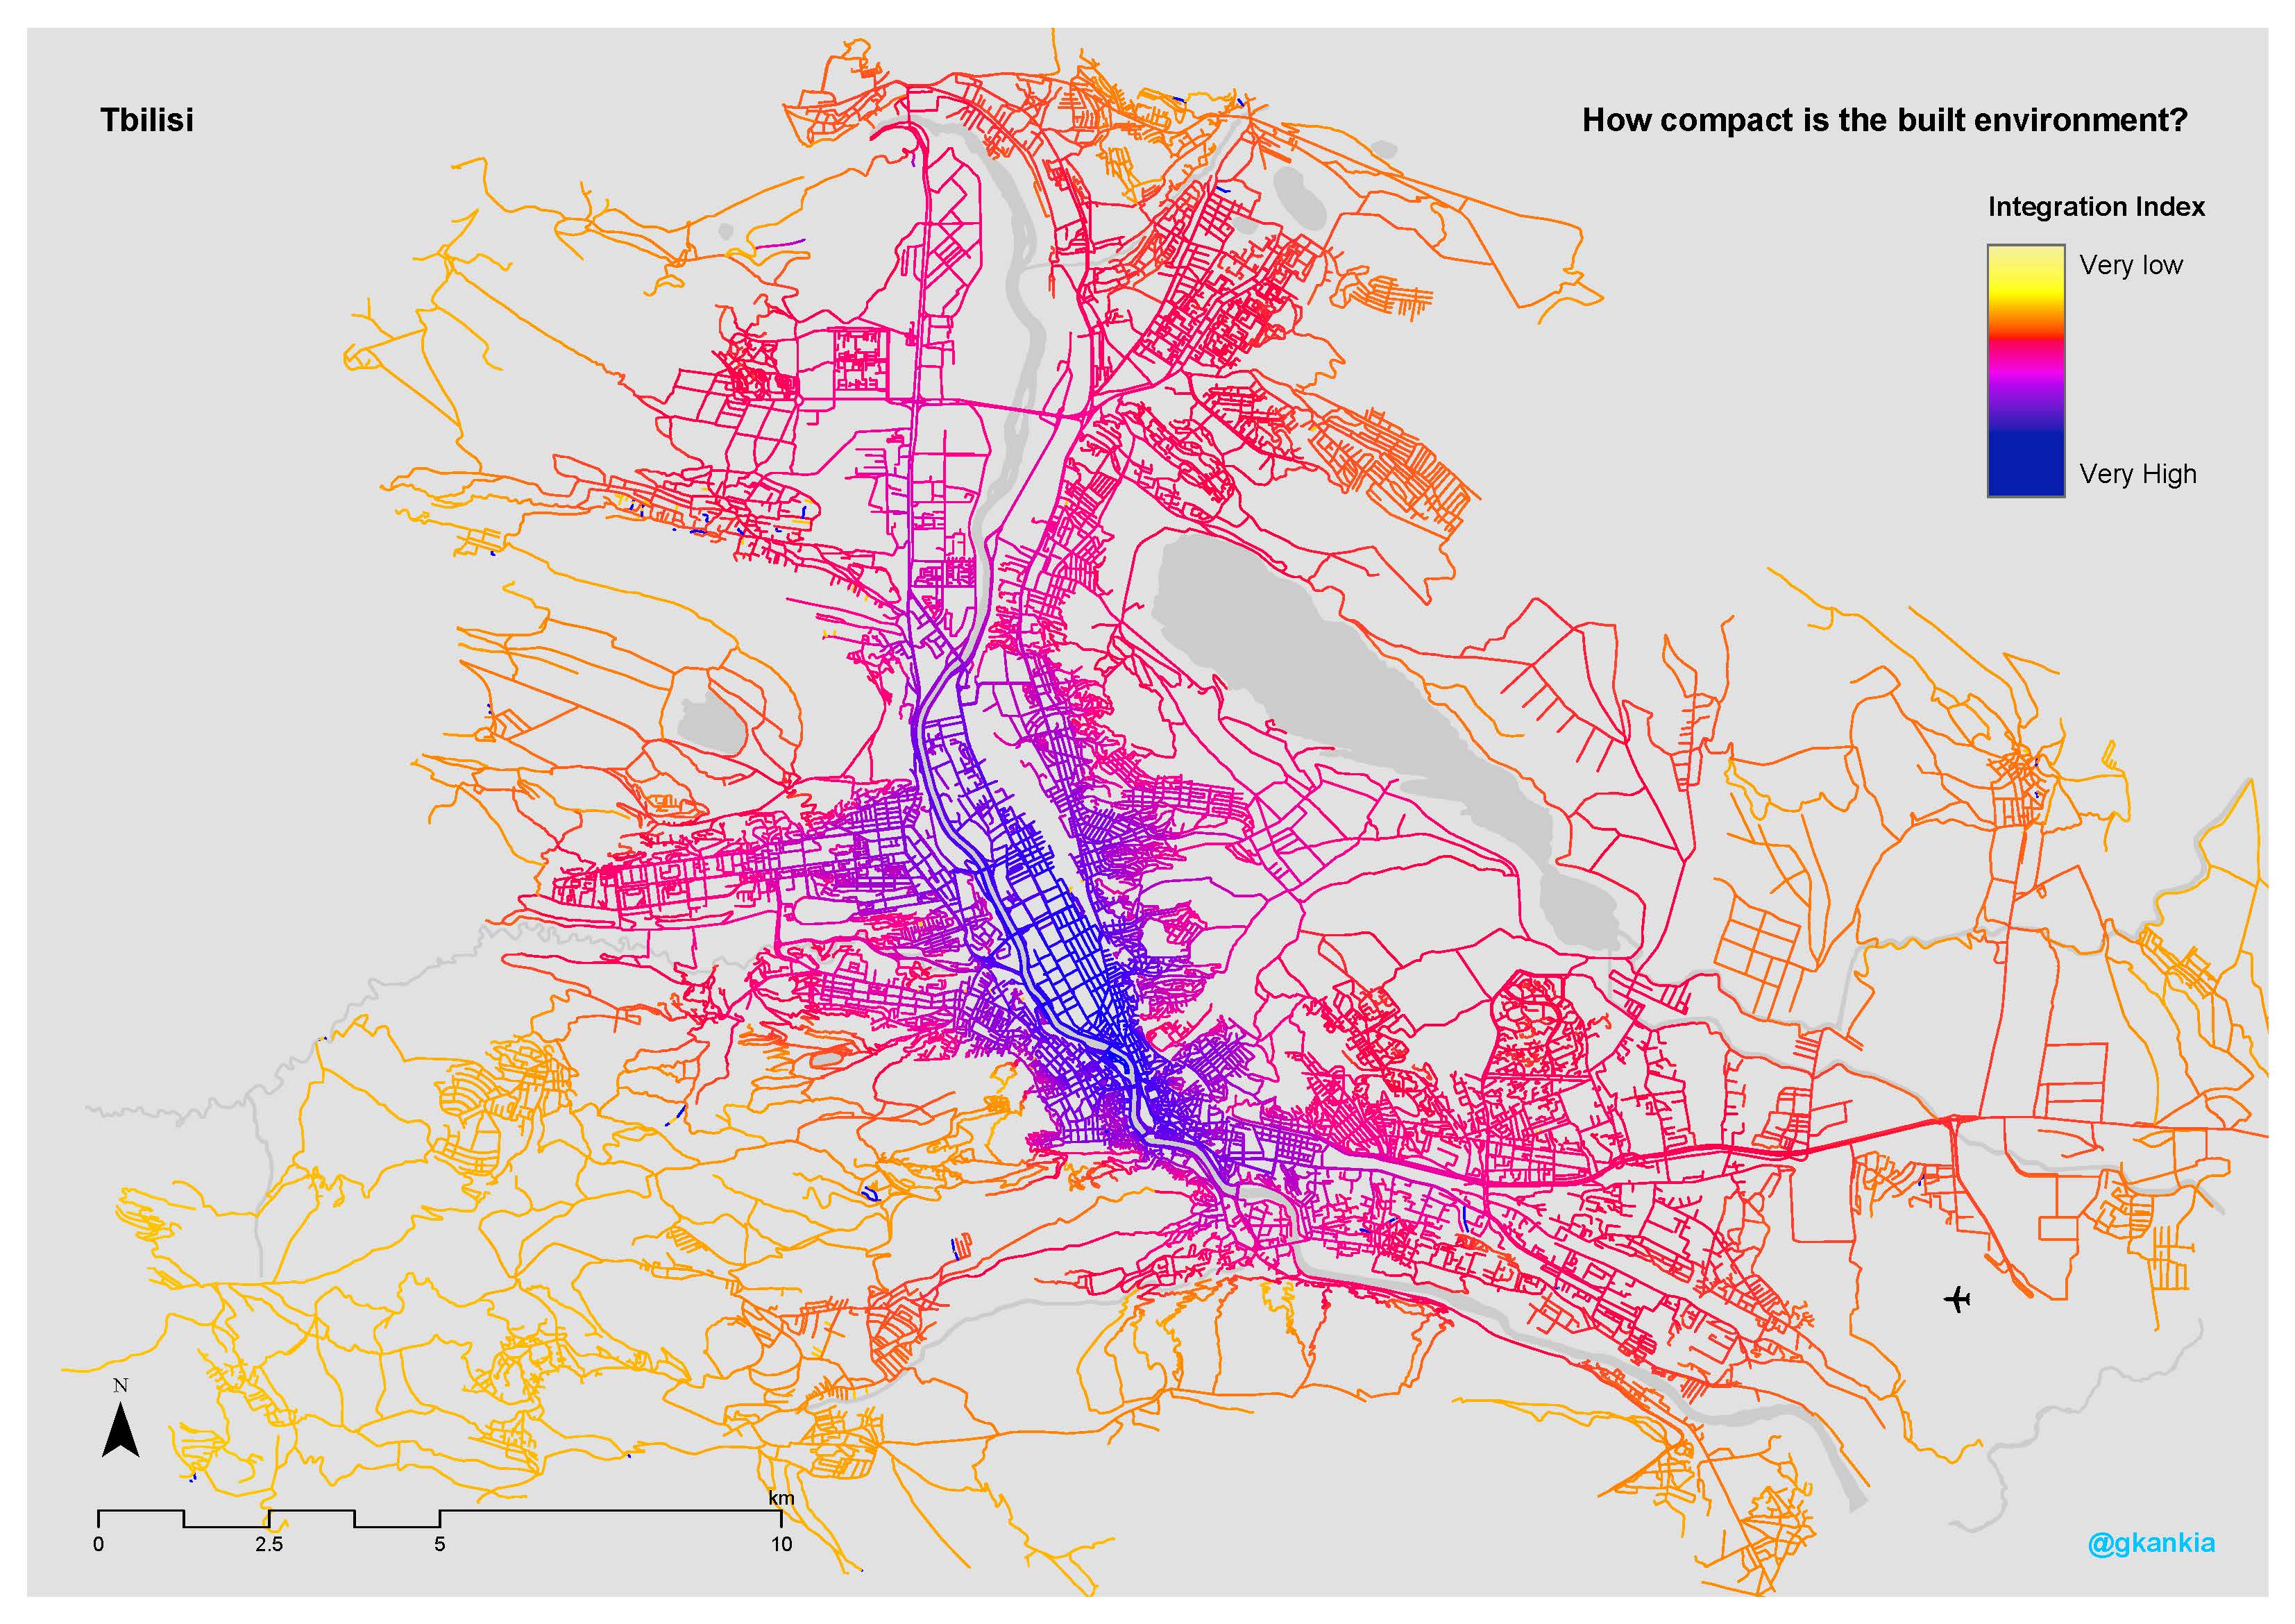 Tbilisi
How compact is the built environment?
Integration Index
Very low
Very High
N
km
0 2.5 5 10
@gkankia